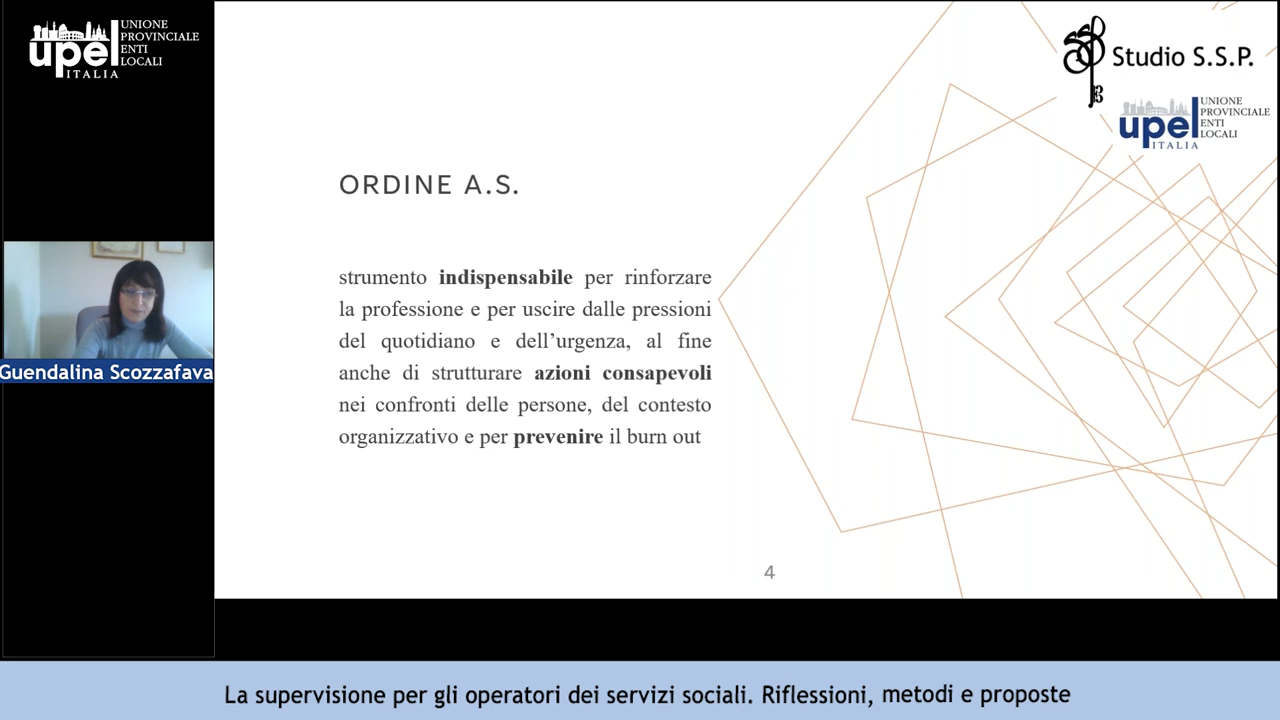 upel
ITALIA
UNIONE
PROVINCIALE
ENTI
LOCALI
Studio S.S.P.
upel
ITALIA
UNIONE
PROVINCIALE
ENTI
LOCALI
ORDINE A.S.
strumento indispensabile per rinforzare
la professione e per uscire dalle pressioni
del quotidiano e dell’urgenza, al fine
anche di strutturare azioni consapevoli
nei confronti delle persone, del contesto
organizzativo e per prevenire il burn out
Guendalina Scozzafava
4
La supervisione per gli operatori dei servizi sociali. Riflessioni, metodi e proposte